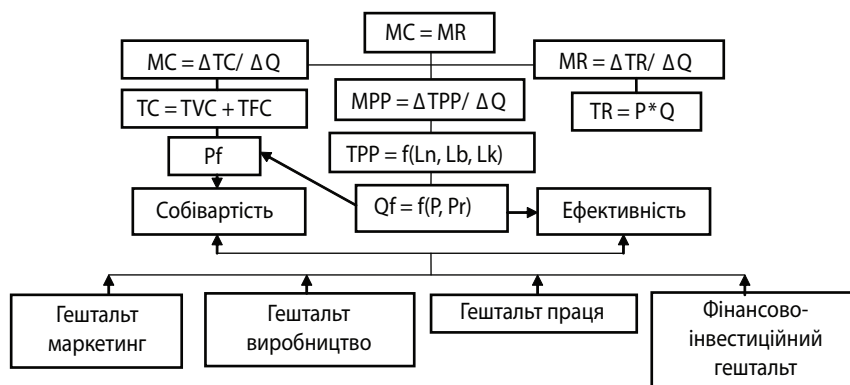 MC = MR
MC = ΔTC/ ΔQ
MR = ΔTR/ ΔQ
TC = TVC + TFC
MPP = ΔTPP/ ΔQ
TR = P*Q
Pf
TPP = f(Ln, Lb, Lk)
Собівартість
Qf = f(P, Pr)
Ефективність
Гештальт
маркетинг
Гештальт
виробництво
Гештальт праця
Фінансово-
інвестиційний
гештальт